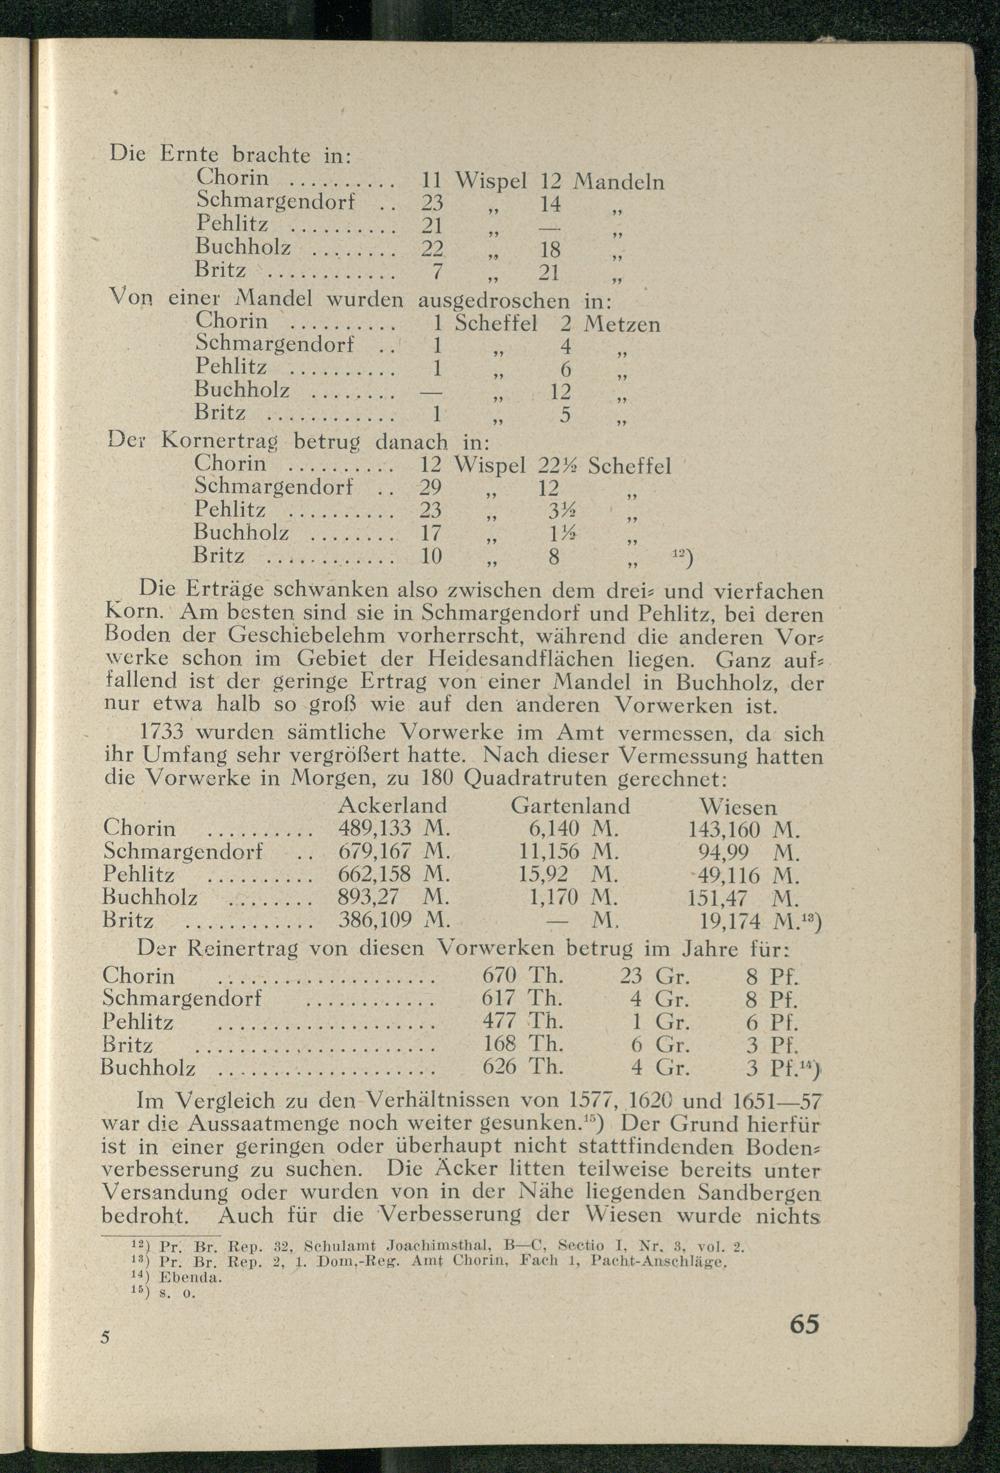 Die Ernte brachte in:
Chorin .......... 11 Wispel 12 Mandeln
Schmargendorf .. 23 „ 14 „
Pehlitz .......... 21 „ — „
Buchholz ........ 22 „ 18 „
Britz ............ 7 „ 21 „
Von einer Mandel wurden ausgedroschen in:
Chorin .......... 1 Scheffel 2 Metzen
Schmargendorf .. 1 „ 4 „
Pehlitz .......... 1 „ 6 „
Buchholz ........ — „ 12 „
Britz ............ 1 „ 5 „
Der Kornertrag betrug danach in:
Chorin .......... 12 Wispel 22½ Scheffel
Schmargendorf .. 29 „ 12 „
Pehlitz .......... 23 „ 3½ „
Buchholz ........ 17 „ 1½ „
Britz ............ 10 „ 8 „ ¹²)
Die Erträge schwanken also zwischen dem drei⸗ und vierfachen
Korn. Am besten sind sie in Schmargendorf und Pehlitz, bei deren
Boden der Geschiebelehm vorherrscht, während die anderen Vor⸗
werke schon im Gebiet der Heidesandflächen liegen. Ganz auf⸗
fallend ist der geringe Ertrag von einer Mandel in Buchholz, der
nur etwa halb so groß wie auf den anderen Vorwerken ist.
1733 wurden sämtliche Vorwerke im Amt vermessen, da sich
ihr Umfang sehr vergrößert hatte. Nach dieser Vermessung hatten
die Vorwerke in Morgen, zu 180 Quadratruten gerechnet:
Ackerland Gartenland Wiesen
Chorin .......... 489,133 M. 6,140 M. 143,160 M.
Schmargendorf .. 679,167 M. 11,156 M. 94,99 M.
Pehlitz .......... 662,158 M. 15,92 M. 49,116 M.
Buchholz ........ 893,27 M. 1,170 M. 151,47 M.
Britz ............ 386,109 M. — M. 19,174 M.¹³)
Der Reinertrag von diesen Vorwerken betrug im Jahre für:
Chorin ..................... 670 Th. 23 Gr. 8 Pf.
Schmargendorf ............ 617 Th. 4 Gr. 8 Pf.
Pehlitz ..................... 477 Th. 1 Gr. 6 Pf.
Britz ....................... 168 Th. 6 Gr. 3 Pf.
Buchholz ..................... 626 Th. 4 Gr. 3 Pf.¹⁴)
Im Vergleich zu den Verhältnissen von 1577, 1620 und 1651—57
war die Aussaatmenge noch weiter gesunken.¹⁵) Der Grund hierfür
ist in einer geringen oder überhaupt nicht stattfindenden Boden⸗
verbesserung zu suchen. Die Äcker litten teilweise bereits unter
Versandung oder wurden von in der Nähe liegenden Sandbergen
bedroht. Auch für die Verbesserung der Wiesen wurde nichts
¹²) Pr. Br. Rep. 32, Schulamt Joachimsthal, B—C, Sectio I, Nr. 3, vol. 2.
¹³) Pr. Br. Rep. 2, 1. Dom.-Reg. Amt Chorin, Fach 1, Pacht-Anschläge.
¹⁴) Ebenda.
¹⁵) s. o.
5
65